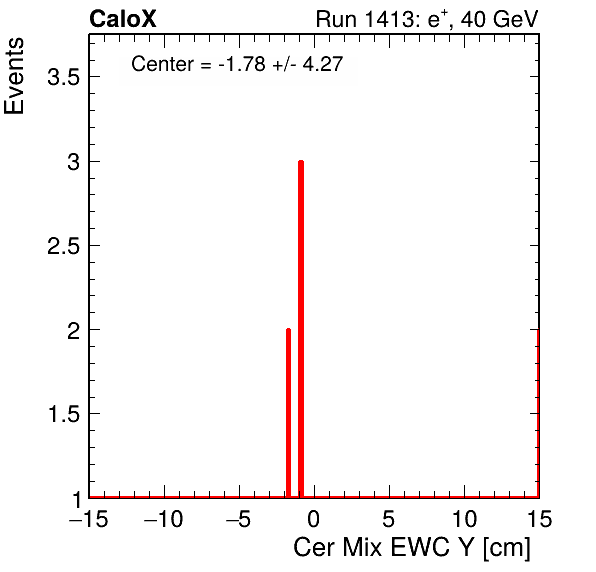 CaloX Run 1413: e⁺, 40 GeV
Center = -1.78 +/- 4.27
Events
3.5
3
2.5
2
1.5
1
−15 −10 −5 0 5 10 15
Cer Mix EWC Y [cm]